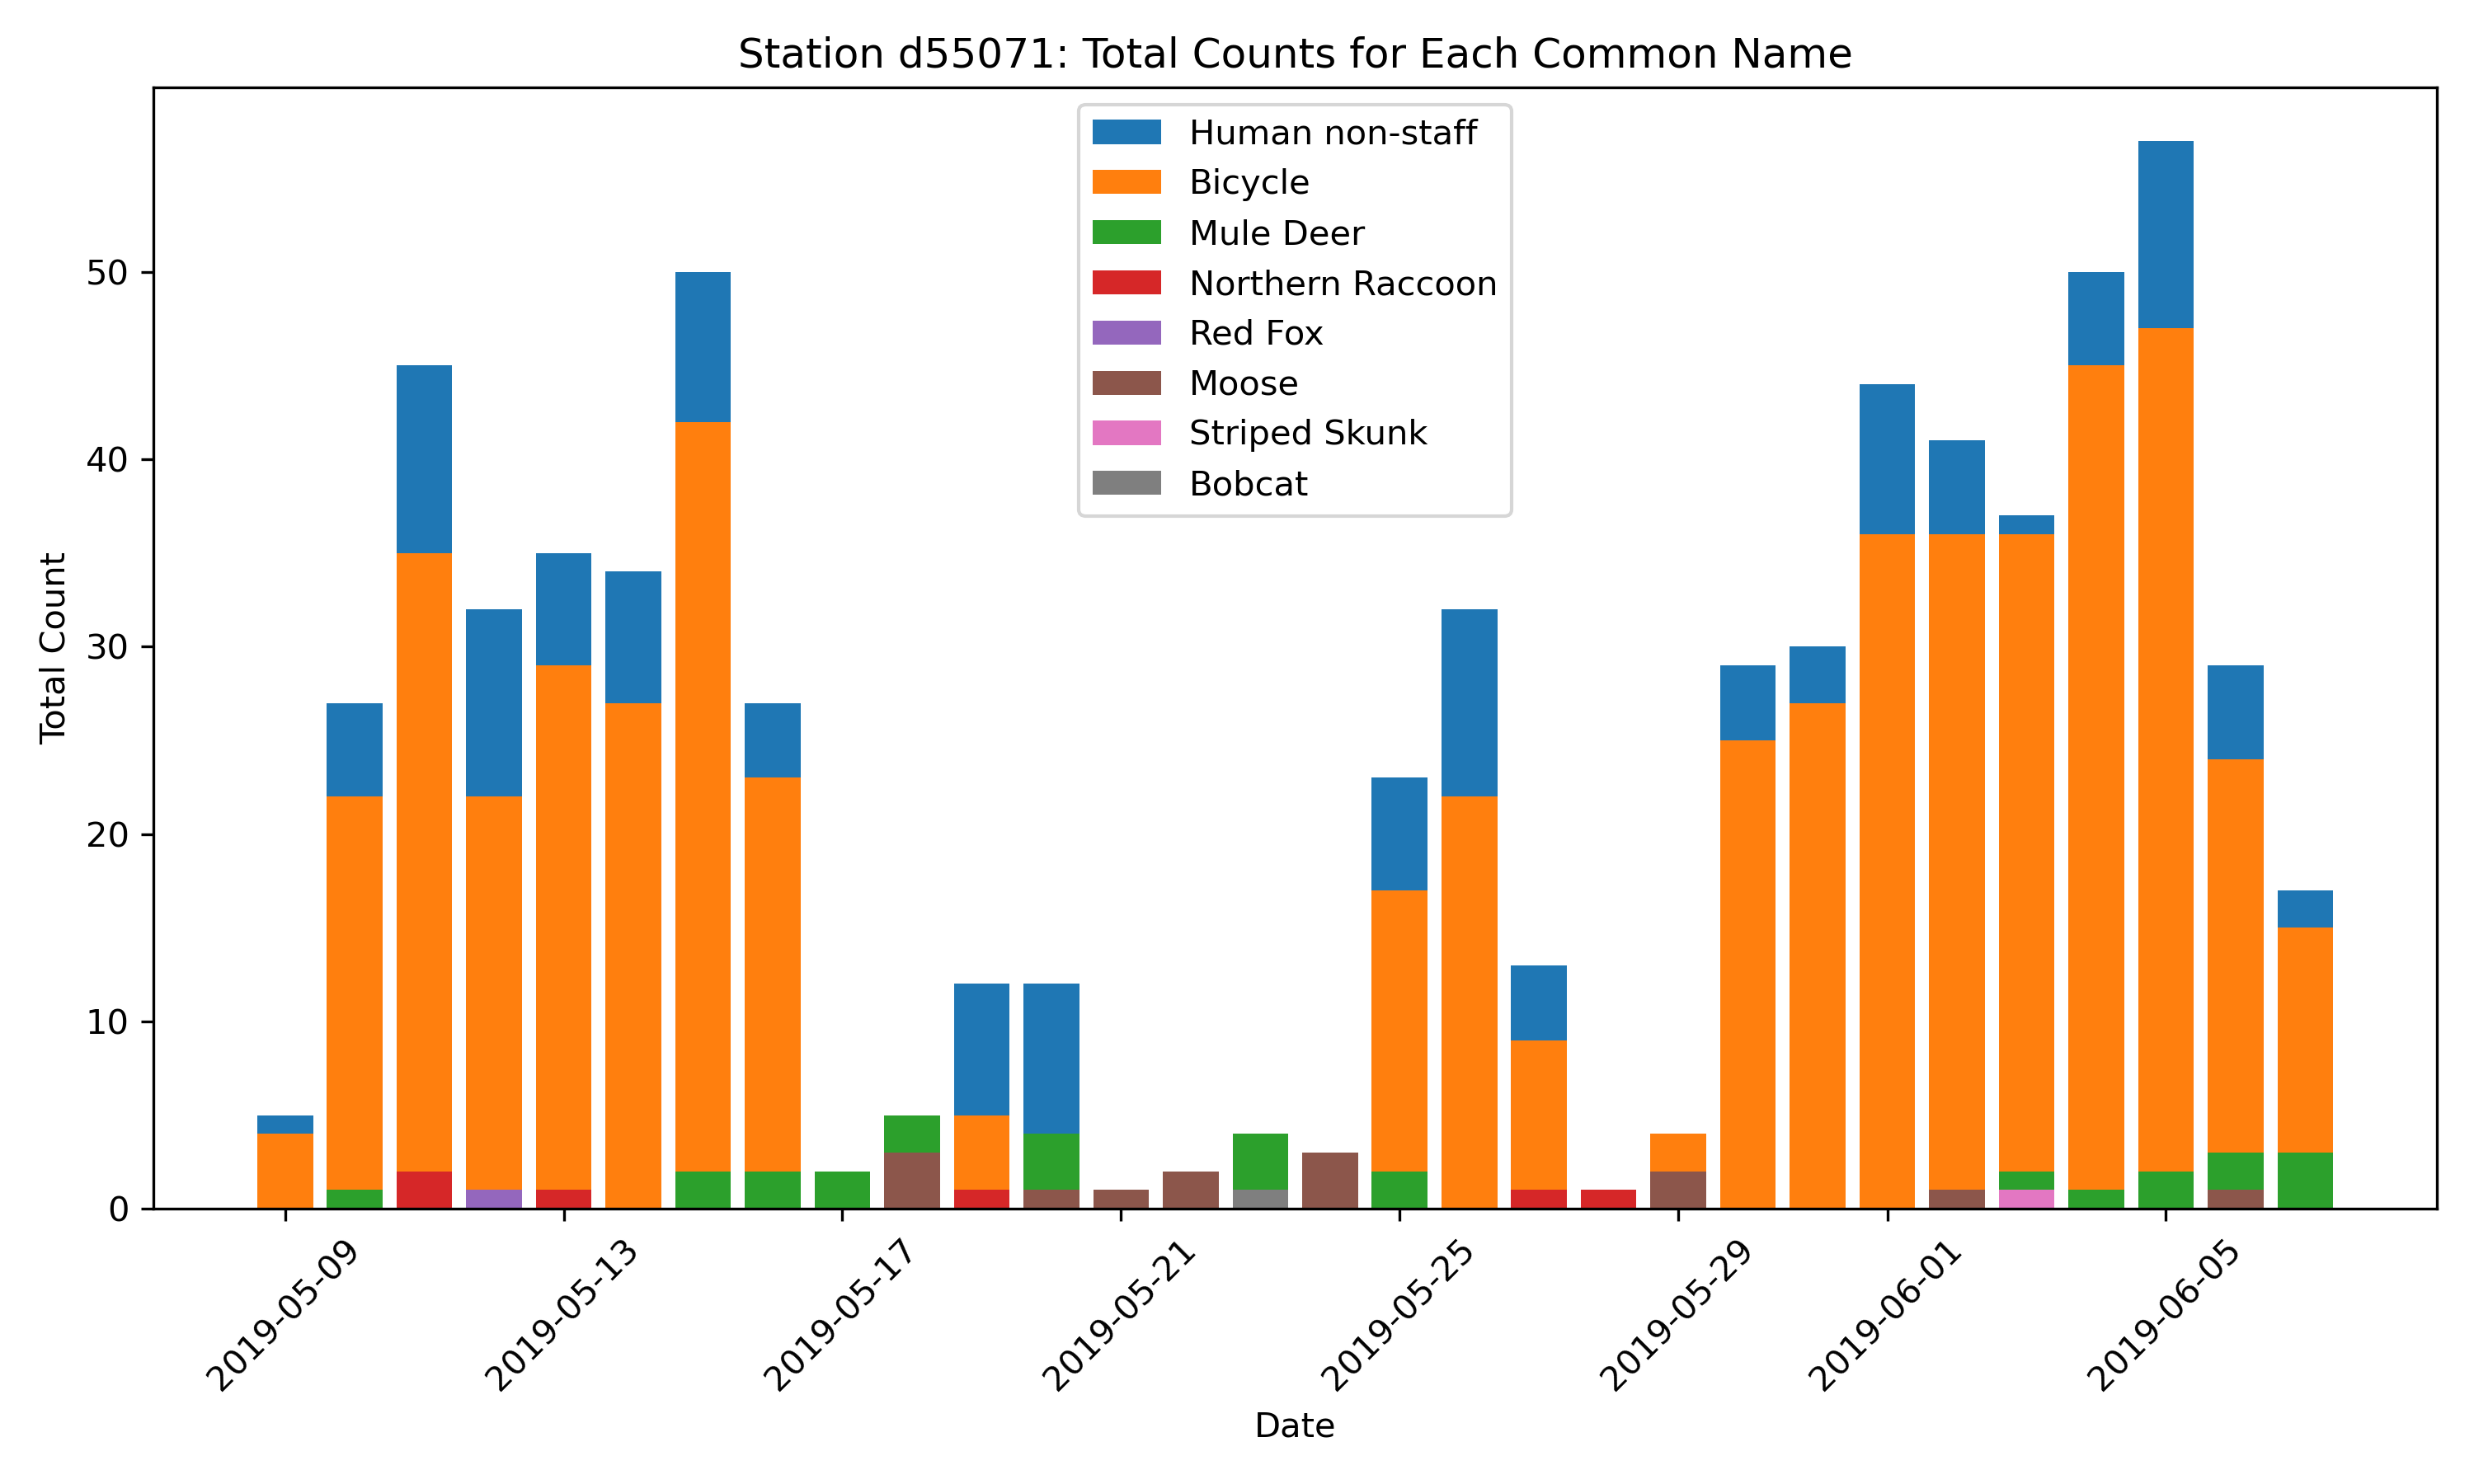 Station d55071: Total Counts for Each Common Name
Human non-staff
Bicycle
Mule Deer
Northern Raccoon
Red Fox
Moose
Striped Skunk
Bobcat
Total Count
50
40
30
20
10
0
2019-05-09
2019-05-13
2019-05-17
2019-05-21
2019-05-25
2019-05-29
2019-06-01
2019-06-05
Date